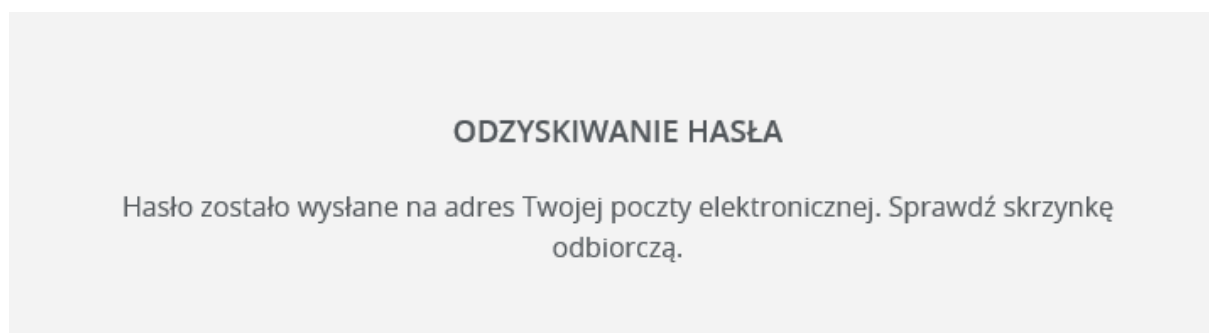 ODZYSKIWANIE HASŁA
Hasło zostało wysłane na adres Twojej poczty elektronicznej. Sprawdź skrzynkę
odbiorczą.